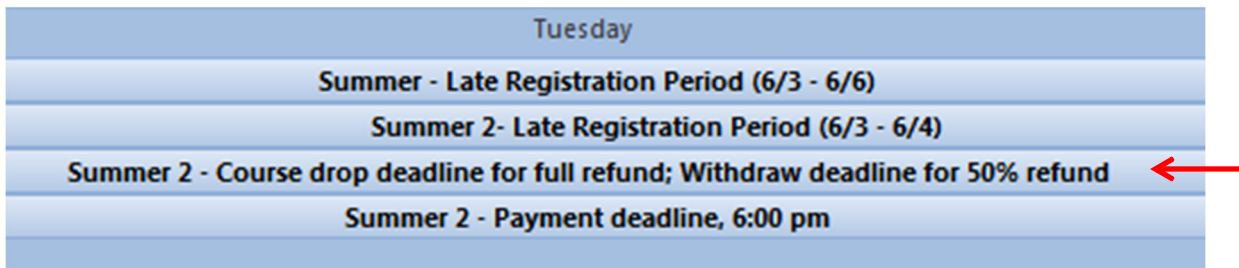 Tuesday
Summer - Late Registration Period (6/3 - 6/6)
Summer 2- Late Registration Period (6/3 - 6/4)
Summer 2 - Course drop deadline for full refund; Withdraw deadline for 50% refund
Summer 2 - Payment deadline, 6:00 pm